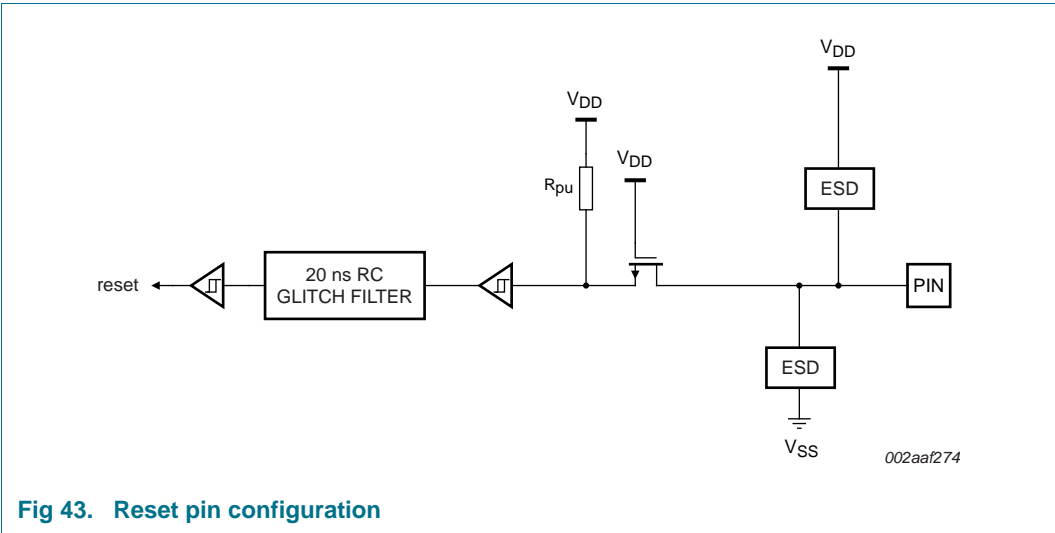 VDD
VDD
VDD
Rpu
ESD
reset
20 ns RC
GLITCH FILTER
PIN
ESD
VSS
002aaf274
Fig 43. Reset pin configuration